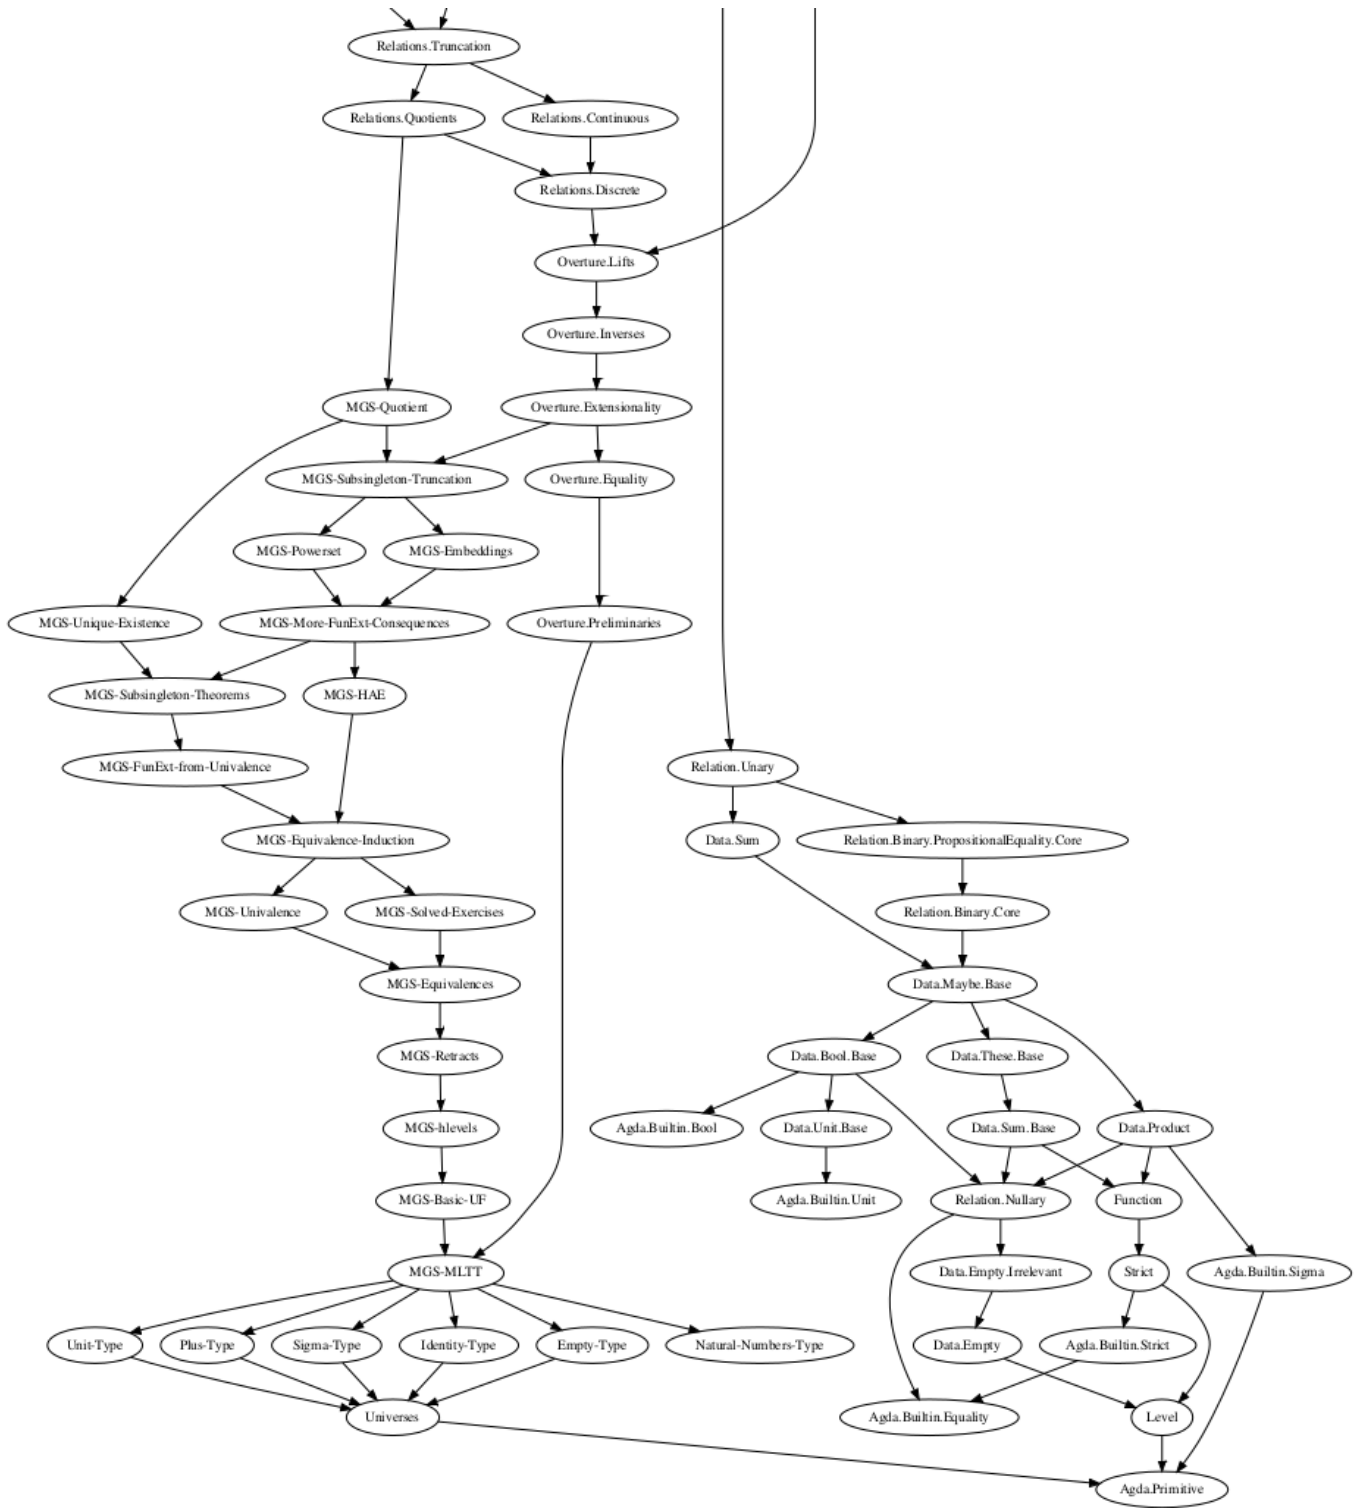 Relations.Truncation
Relations.Quotients
Relations.Continuous
Relations.Discrete
Overture.Lifts
Overture.Inverses
MGS-Quotient
Overture.Extensionality
MGS-Subsingleton-Truncation
Overture.Equality
MGS-Powerset
MGS-Embeddings
MGS-Unique-Existence
MGS-More-FunExt-Consequences
Overture.Preliminaries
MGS-Subsingleton-Theorems
MGS-HAE
MGS-FunExt-from-Univalence
Relation.Unary
MGS-Equivalence-Induction
Data.Sum
Relation.Binary.PropositionalEquality.Core
MGS-Univalence
MGS-Solved-Exercises
Relation.Binary.Core
MGS-Equivalences
Data.Maybe.Base
MGS-Retracts
Data.Bool.Base
Data.These.Base
MGS-hlevels
Agda.Builtin.Bool
Data.Unit.Base
Data.Sum.Base
Data.Product
MGS-Basic-UF
Agda.Builtin.Unit
Relation.Nullary
Function
MGS-MLTT
Data.Empty.Irrelevant
Strict
Agda.Builtin.Sigma
Unit-Type
Plus-Type
Sigma-Type
Identity-Type
Empty-Type
Natural-Numbers-Type
Data.Empty
Agda.Builtin.Strict
Universes
Agda.Builtin.Equality
Level
Agda.Primitive